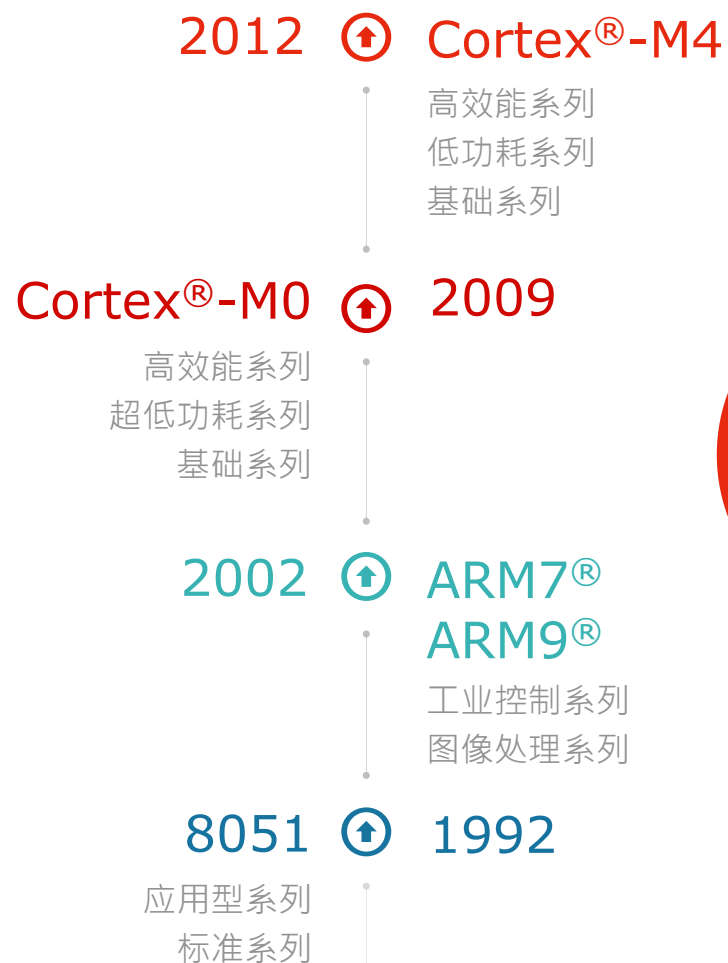 2012 Cortex®-M4
高效能系列
低功耗系列
基础系列
Cortex®-M0 2009
高效能系列
超低功耗系列
基础系列
2002 ARM7®
ARM9®
工业控制系列
图像处理系列
8051 1992
应用型系列
标准系列